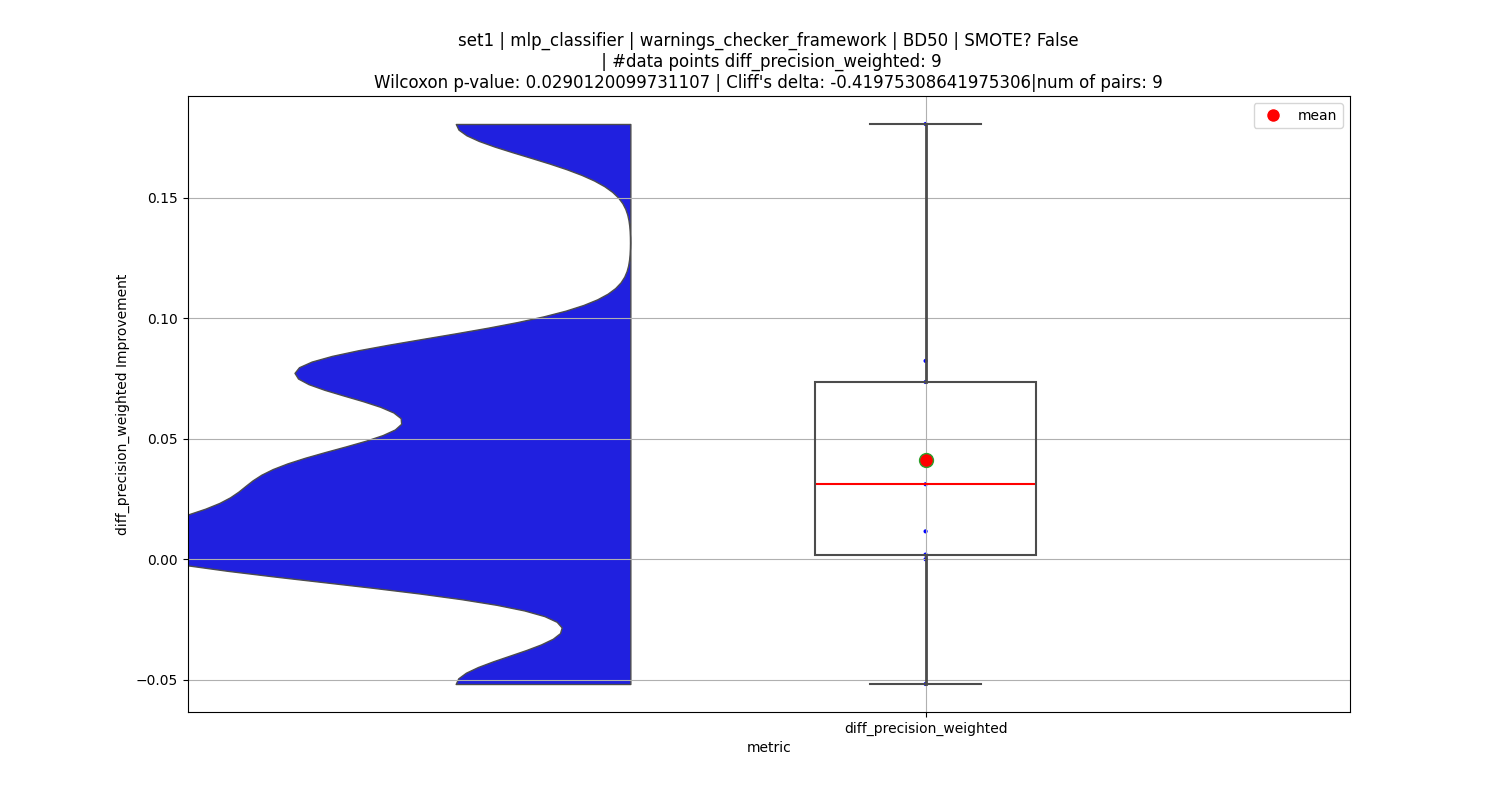 set1 | mlp_classifier | warnings_checker_framework | BD50 | SMOTE? False
| #data points diff_precision_weighted: 9
Wilcoxon p-value: 0.0290120099731107 | Cliff's delta: -0.41975308641975306|num of pairs: 9
mean
0.15
0.10
0.05
0.00
−0.05
diff_precision_weighted Improvement
diff_precision_weighted
metric